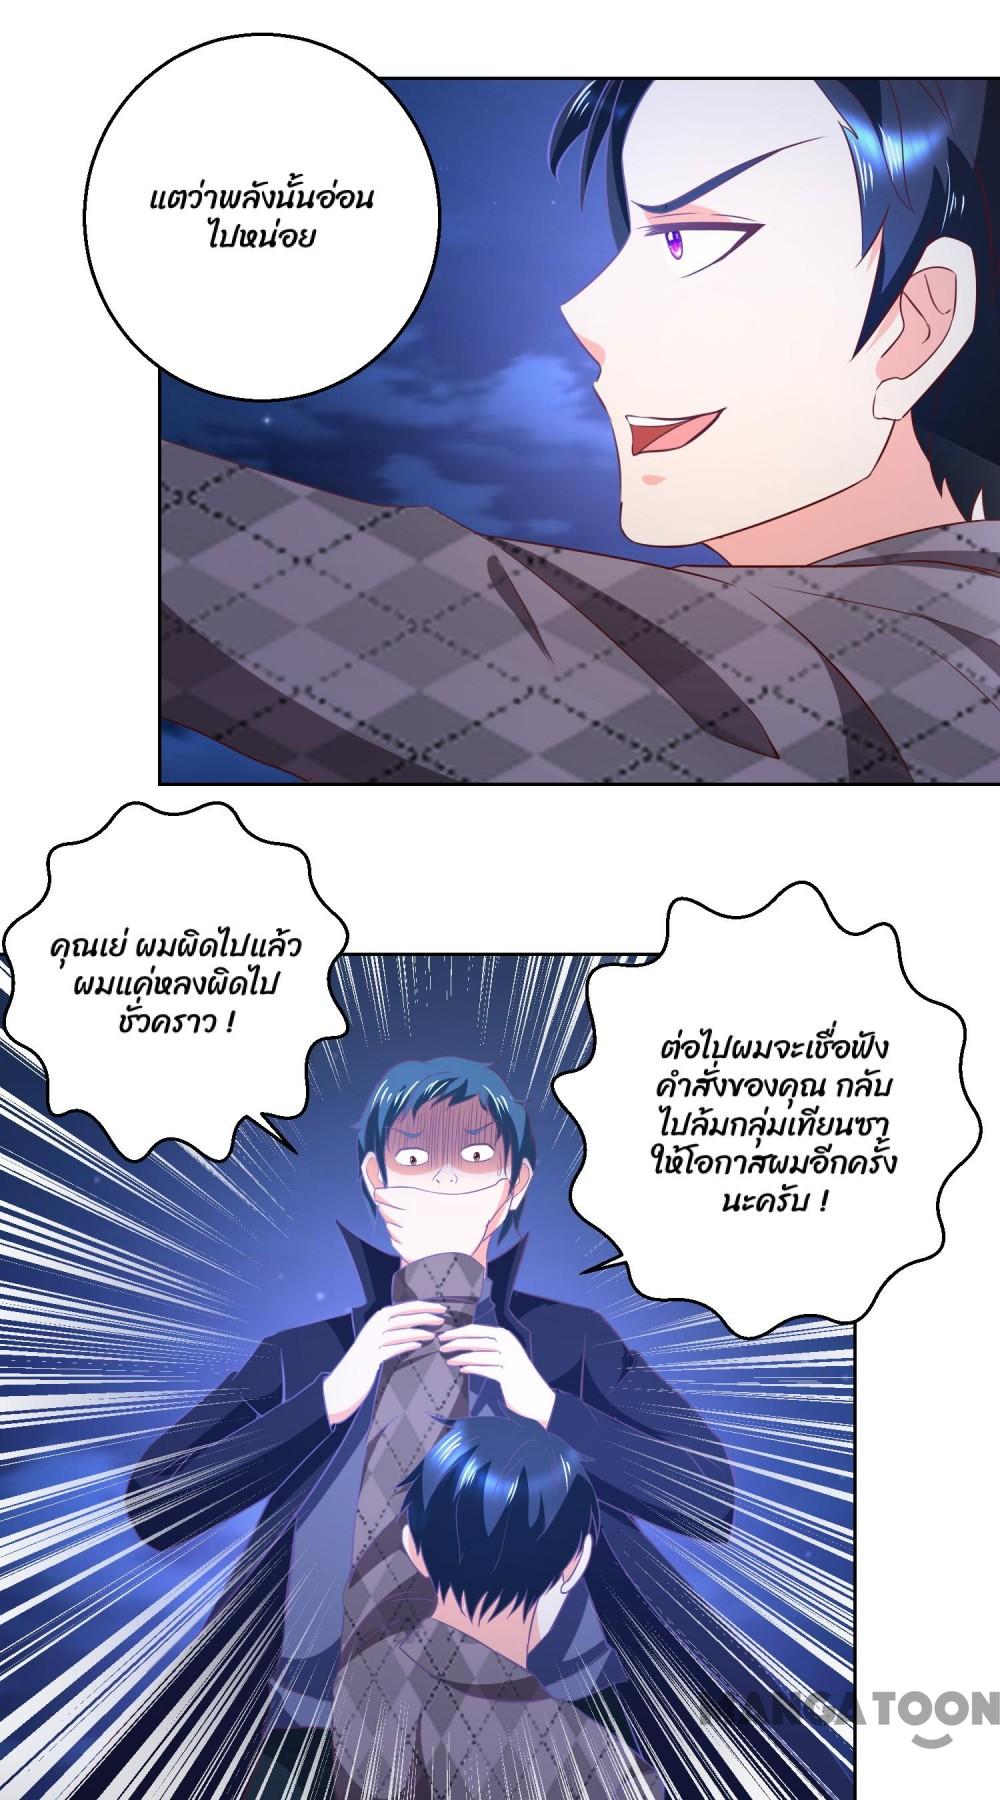 แต่ว่าพลังนั้นอ่อน
ไปหน่อย
คุณเย่ ผมผิดไปแล้ว
ผมแค่หลงผิดไป
ชั่วคราว !
ต่อไปผมจะเชื่อฟัง
คำสั่งของคุณ กลับ
ไปล้มกลุ่มเทียนซา
ให้โอกาสผมอีกครั้ง
นะครับ !
MANGATOON